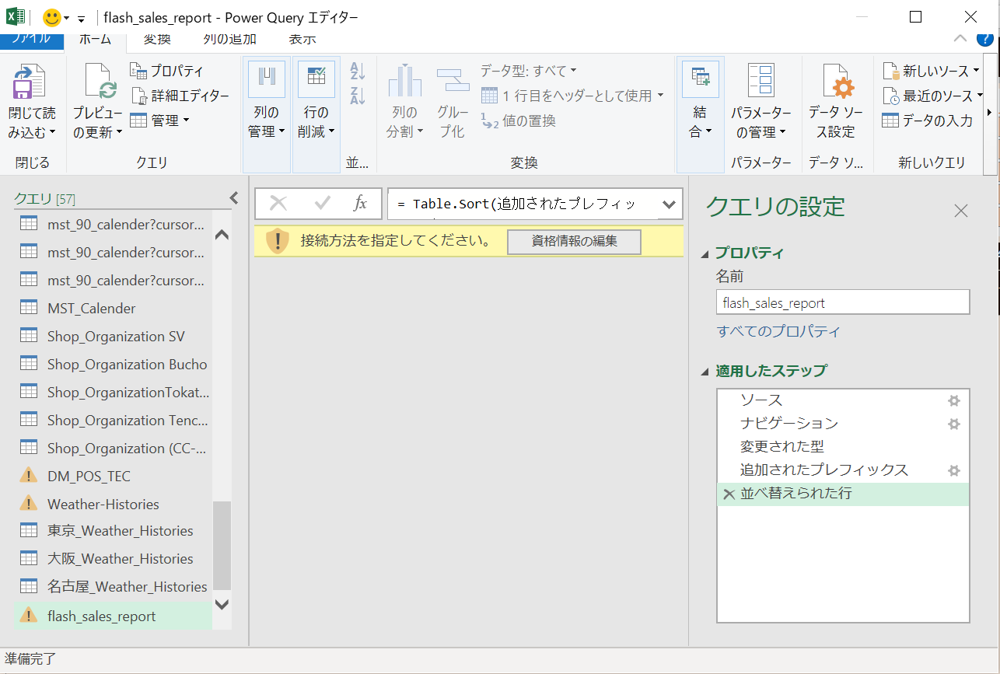 flash_sales_report - Power Query エディター
ファイル ホーム 変換 列の追加 表示
閉じて読み込む
閉じる
プレビューの更新
プロパティ
詳細エディター
管理
クエリ
列の管理
行の削減
並...
列の分割
グループ化
データ型: すべて
1 行目をヘッダーとして使用
値の置換
変換
結合
パラメーターの管理
パラメーター
データ ソース設定
データ ソ...
新しいソース
最近のソース
データの入力
新しいクエリ
クエリ [57]
mst_90_calender?cursor...
mst_90_calender?cursor...
mst_90_calender?cursor...
MST_Calender
Shop_Organization SV
Shop_Organization Bucho
Shop_OrganizationTokat...
Shop_Organization Tenc...
Shop_Organization (CC-...
DM_POS_TEC
Weather-Histories
東京_Weather_Histories
大阪_Weather_Histories
名古屋_Weather_Histories
flash_sales_report
fx
= Table.Sort(追加されたプレフィッ
接続方法を指定してください。 資格情報の編集
クエリの設定
プロパティ
名前
flash_sales_report
すべてのプロパティ
適用したステップ
ソース
ナビゲーション
変更された型
追加されたプレフィックス
並べ替えられた行
準備完了